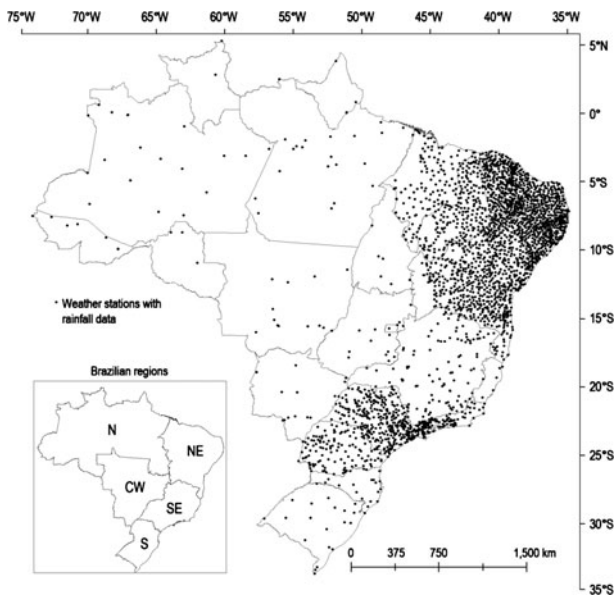 75°W 70°W 65°W 60°W 55°W 50°W 45°W 40°W 35°W
5°N
0°
5°S
10°S
Weather stations with
rainfall data
15°S
Brazilian regions
20°S
N
NE
25°S
CW
SE
30°S
S
0 375 750 1,500 km
35°S